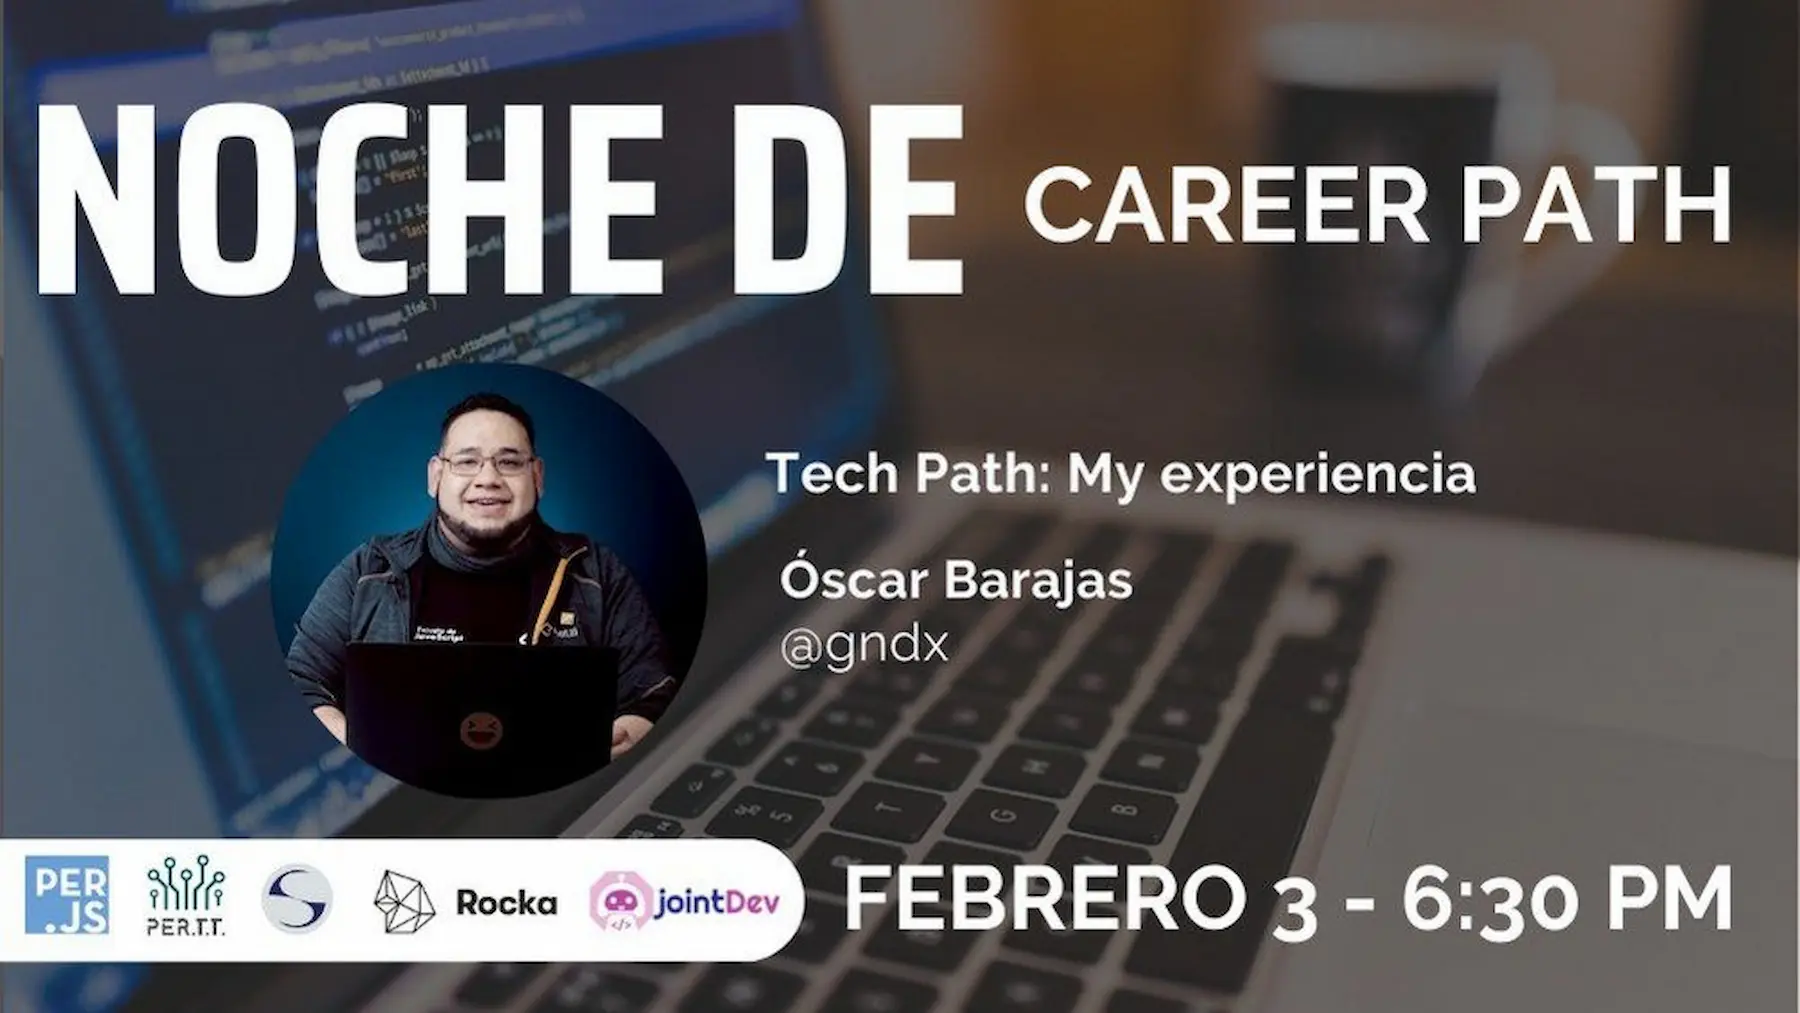 NOCHE DE CAREER PATH
Tech Path: My experiencia
Óscar Barajas
@gndx
PER
.JS
PER.T.T.
S
Rocka
jointDev
FEBRERO 3 - 6:30 PM